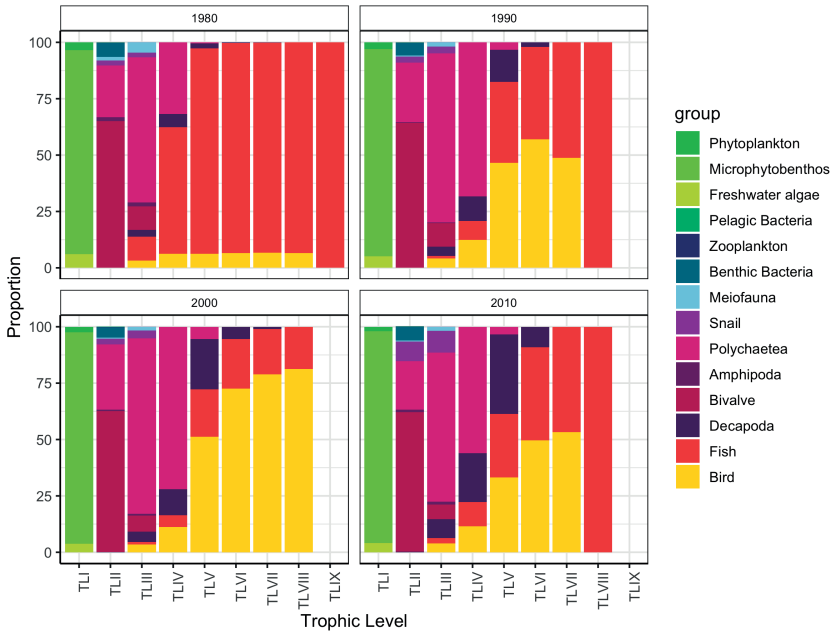 1980
1990
100
75
50
25
0
2000
2010
100
75
50
25
0
TLI
TLII
TLIII
TLIV
TLV
TLVI
TLVII
TLVIII
TLIX
TLI
TLII
TLIII
TLIV
TLV
TLVI
TLVII
TLVIII
TLIX
Trophic Level
Proportion
group
Phytoplankton
Microphytobenthos
Freshwater algae
Pelagic Bacteria
Zooplankton
Benthic Bacteria
Meiofauna
Snail
Polychaetea
Amphipoda
Bivalve
Decapoda
Fish
Bird